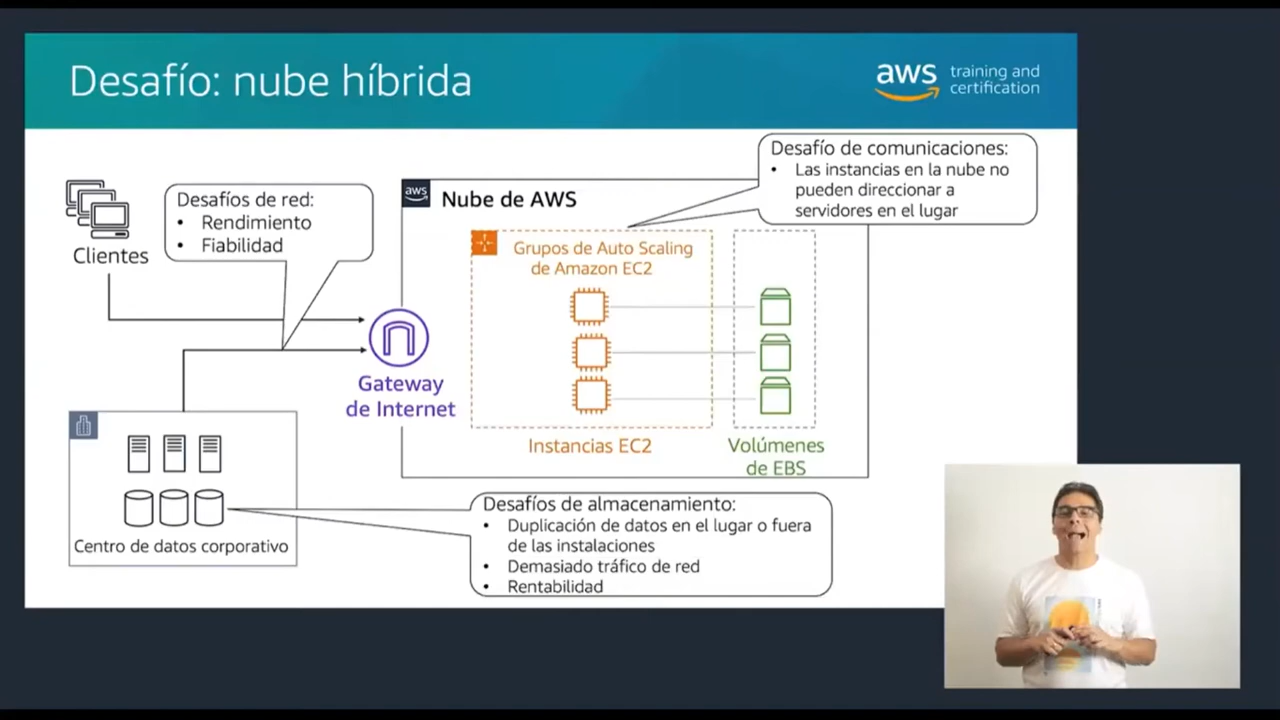 Desafío: nube híbrida
aws training and
certification
Desafío de comunicaciones:
• Las instancias en la nube no
pueden direccionar a
servidores en el lugar
Clientes
Desafíos de red:
• Rendimiento
• Fiabilidad
aws
Nube de AWS
Grupos de Auto Scaling
de Amazon EC2
Gateway
de Internet
Instancias EC2
Volúmenes
de EBS
Centro de datos corporativo
Desafíos de almacenamiento:
• Duplicación de datos en el lugar o fuera
de las instalaciones
• Demasiado tráfico de red
• Rentabilidad